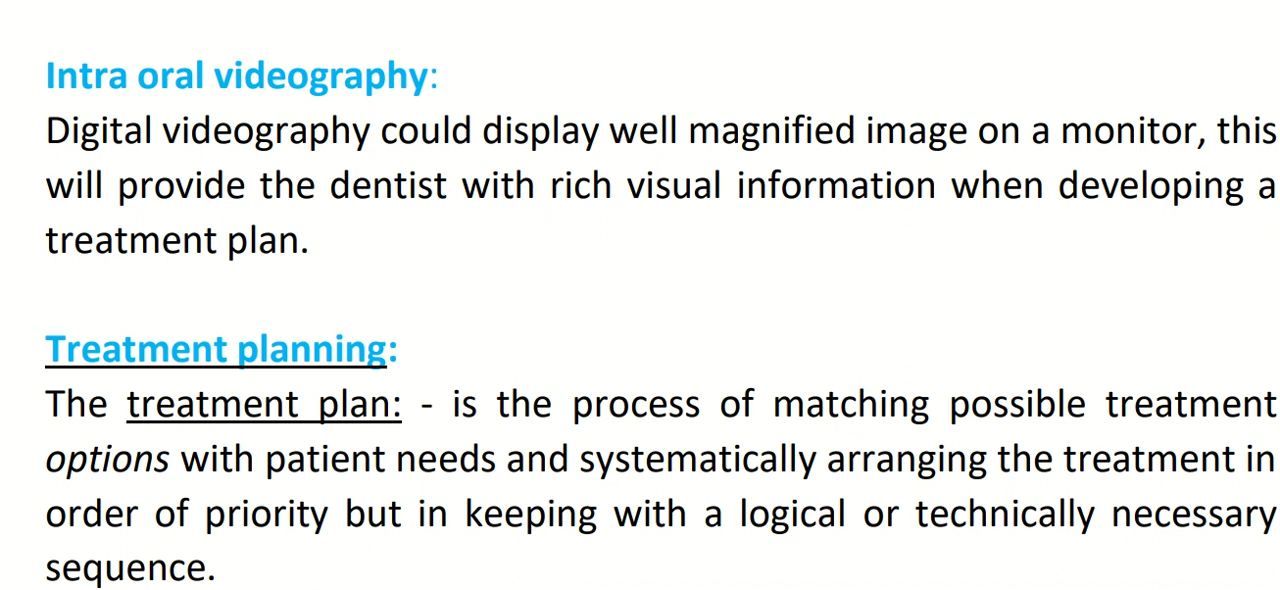 Intra oral videography:
Digital videography could display well magnified image on a monitor, this
will provide the dentist with rich visual information when developing a
treatment plan.
Treatment planning:
The treatment plan: - is the process of matching possible treatment
options with patient needs and systematically arranging the treatment in
order of priority but in keeping with a logical or technically necessary
sequence.